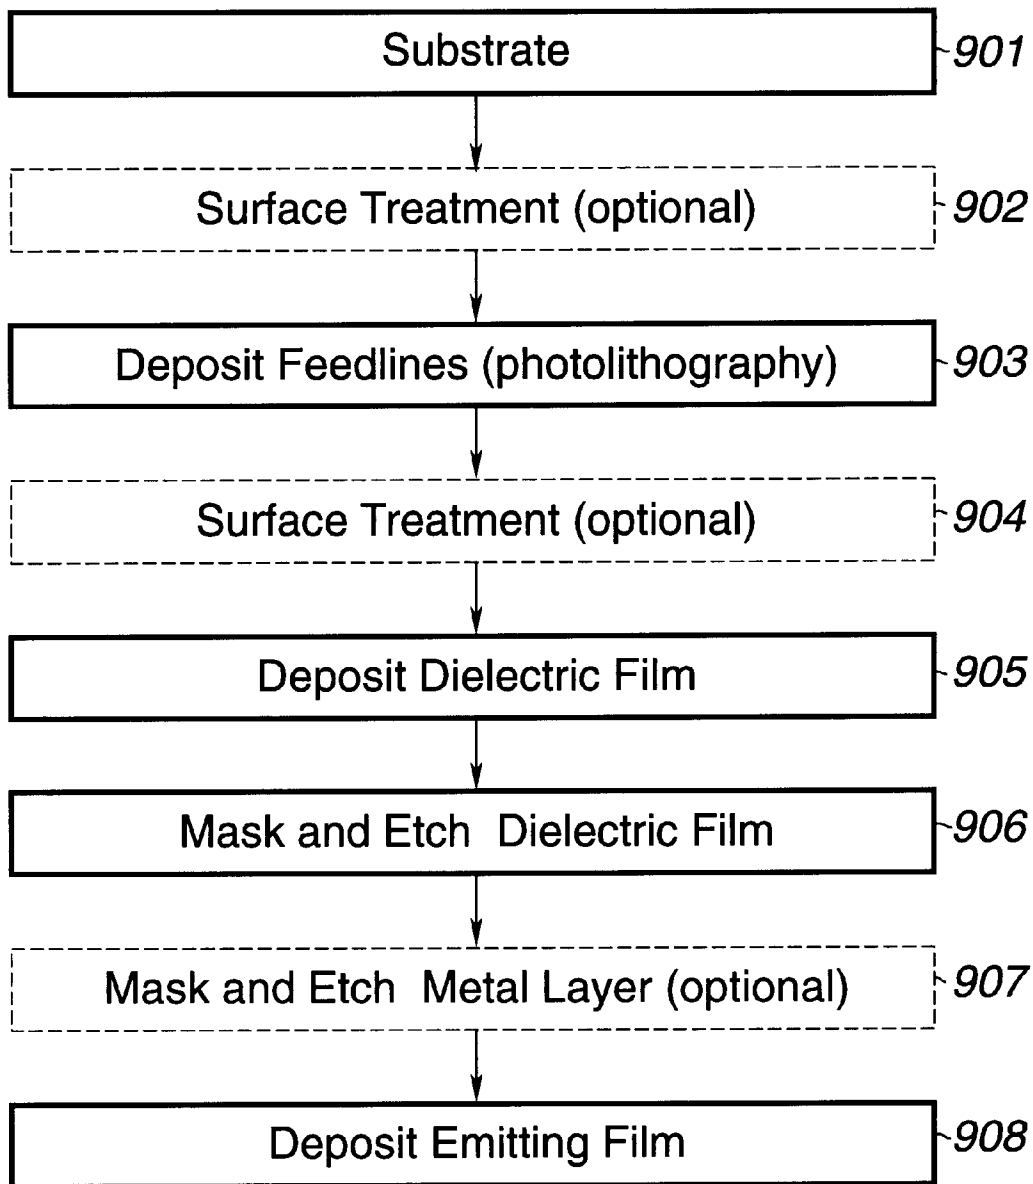 Substrate 901
Surface Treatment (optional) 902
Deposit Feedlines (photolithography) 903
Surface Treatment (optional) 904
Deposit Dielectric Film 905
Mask and Etch Dielectric Film 906
Mask and Etch Metal Layer (optional) 907
Deposit Emitting Film 908